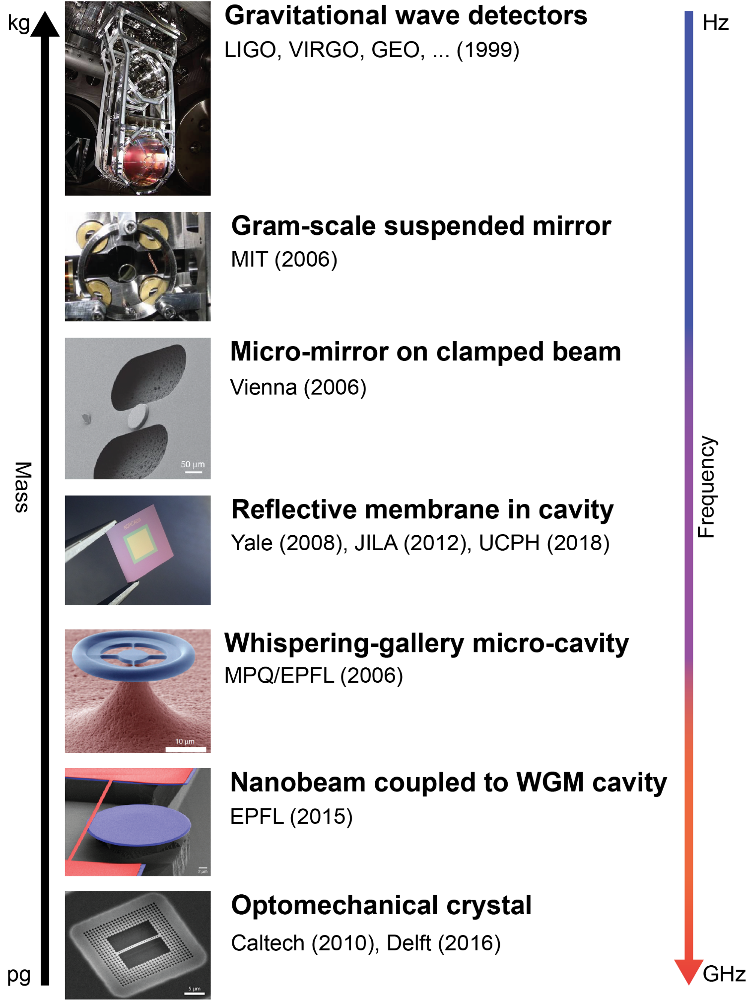 kg
Gravitational wave detectors
Hz
LIGO, VIRGO, GEO, ... (1999)
Gram-scale suspended mirror
MIT (2006)
Micro-mirror on clamped beam
Vienna (2006)
50 μm
Mass
Frequency
Reflective membrane in cavity
NORCADA
Yale (2008), JILA (2012), UCPH (2018)
Whispering-gallery micro-cavity
MPQ/EPFL (2006)
10 μm
Nanobeam coupled to WGM cavity
EPFL (2015)
2 μm
Optomechanical crystal
Caltech (2010), Delft (2016)
pg
GHz
5 μm